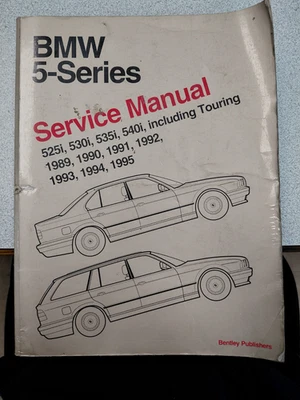 BMW
5-Series
Service Manual
525i, 530i, 535i, 540i, including Touring
1989, 1990, 1991, 1992,
1993, 1994, 1995
Bentley Publishers